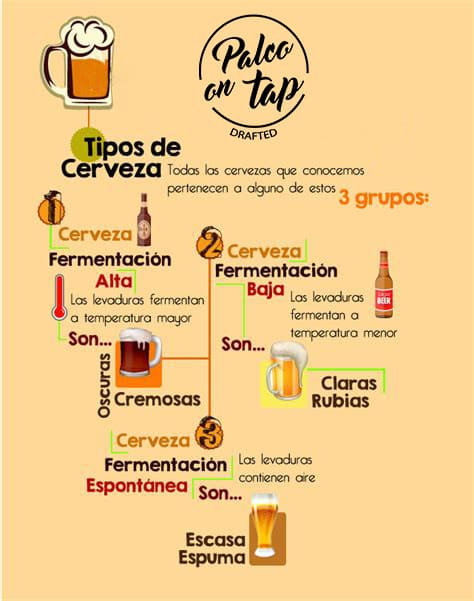 Palco
on tap
DRAFTED
Tipos de
Cerveza
Todas las cervezas que conocemos
pertenecen a alguno de estos
3 grupos:
1
Cerveza
Fermentación
Alta
Las levaduras fermentan
a temperatura mayor
Son...
Oscuras
Cremosas
2
Cerveza
Fermentación
Baja
BEER
Las levaduras
fermentan a
temperatura menor
Son...
Claras
Rubias
3
Cerveza
Fermentación
Espontánea
Las levaduras
contienen aire
Son...
Escasa
Espuma